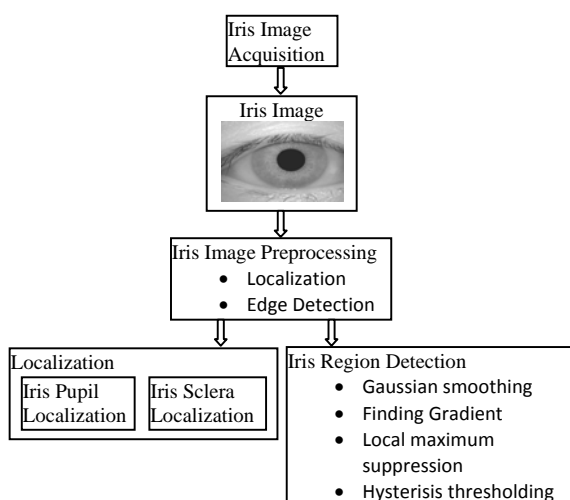 Iris Image
Acquisition
Iris Image
Iris Image Preprocessing
• Localization
• Edge Detection
Localization
Iris Pupil
Localization
Iris Sclera
Localization
Iris Region Detection
• Gaussian smoothing
• Finding Gradient
• Local maximum
suppression
• Hysterisis thresholding